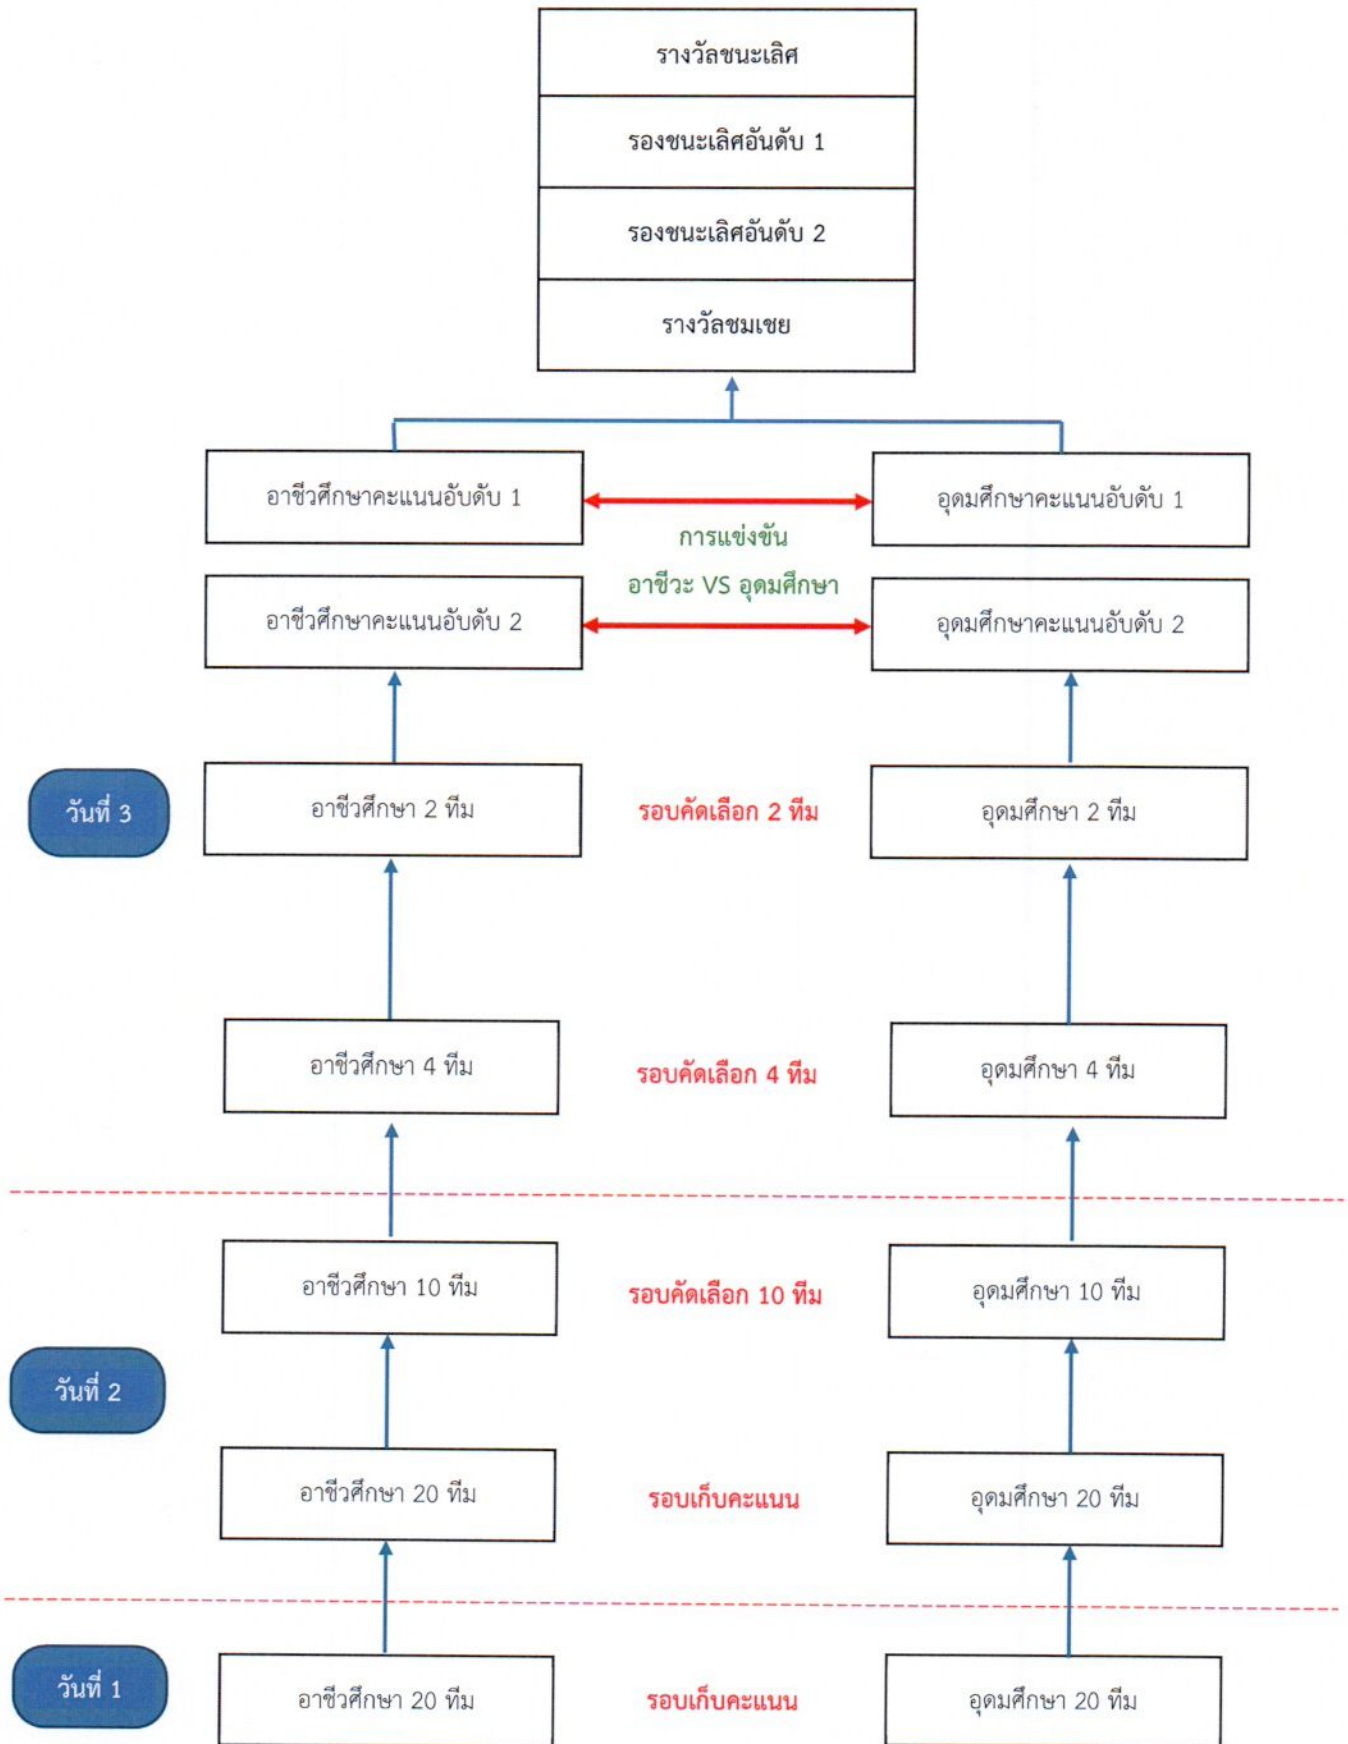 รางวัลชนะเลิศ
รองชนะเลิศอันดับ 1
รองชนะเลิศอันดับ 2
รางวัลชมเชย
อาชีวศึกษาคะแนนอับดับ 1
อุดมศึกษาคะแนนอับดับ 1
การแข่งขัน
อาชีวะ VS อุดมศึกษา
อาชีวศึกษาคะแนนอับดับ 2
อุดมศึกษาคะแนนอับดับ 2
วันที่ 3
อาชีวศึกษา 2 ทีม
รอบคัดเลือก 2 ทีม
อุดมศึกษา 2 ทีม
อาชีวศึกษา 4 ทีม
รอบคัดเลือก 4 ทีม
อุดมศึกษา 4 ทีม
อาชีวศึกษา 10 ทีม
รอบคัดเลือก 10 ทีม
อุดมศึกษา 10 ทีม
วันที่ 2
อาชีวศึกษา 20 ทีม
รอบเก็บคะแนน
อุดมศึกษา 20 ทีม
วันที่ 1
อาชีวศึกษา 20 ทีม
รอบเก็บคะแนน
อุดมศึกษา 20 ทีม